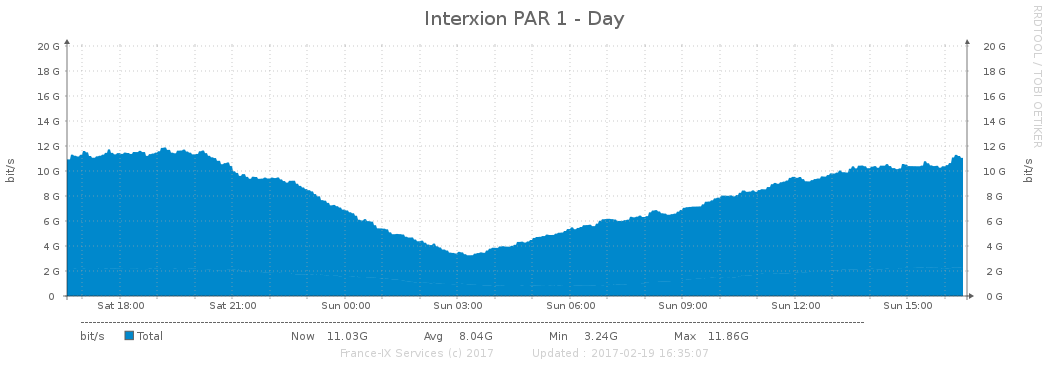 Interxion PAR 1 - Day
RRDTOOL / TOBI OETIKER
bit/s
20 G 20 G
18 G 18 G
16 G 16 G
14 G 14 G
12 G 12 G
10 G 10 G
8 G 8 G
6 G 6 G
4 G 4 G
2 G 2 G
0 0 G
bit/s
Sat 18:00 Sat 21:00 Sun 00:00 Sun 03:00 Sun 06:00 Sun 09:00 Sun 12:00 Sun 15:00
bit/s Total Now 11.03G Avg 8.04G Min 3.24G Max 11.86G
France-IX Services (c) 2017 Updated : 2017-02-19 16:35:07